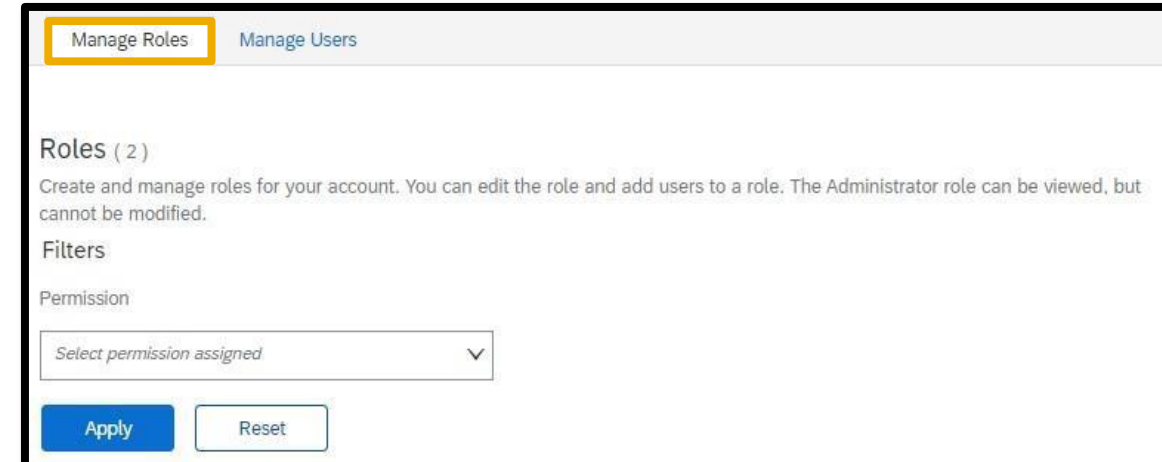 Manage Roles Manage Users
Roles ( 2 )
Create and manage roles for your account. You can edit the role and add users to a role. The Administrator role can be viewed, but
cannot be modified.
Filters
Permission
Select permission assigned
Apply Reset